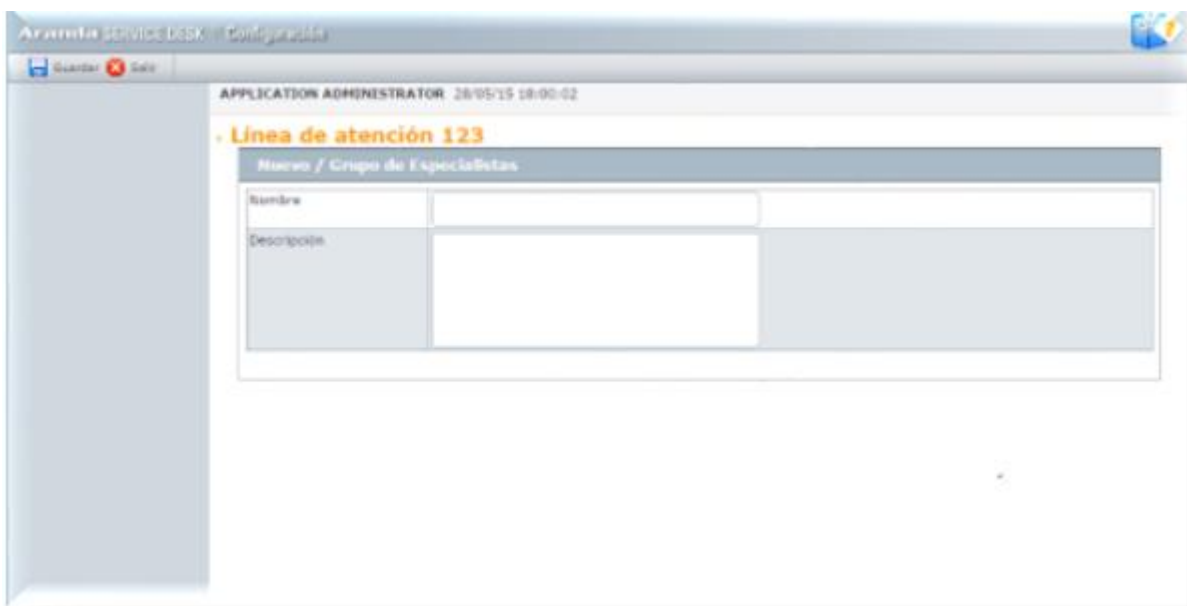 Aranda SERVICE DESK / Configuración
Guardar Salir
APPLICATION ADMINISTRATOR 28/05/15 18:00:02
Línea de atención 123
Nuevo / Grupo de Especialistas
Nombre
Descripción